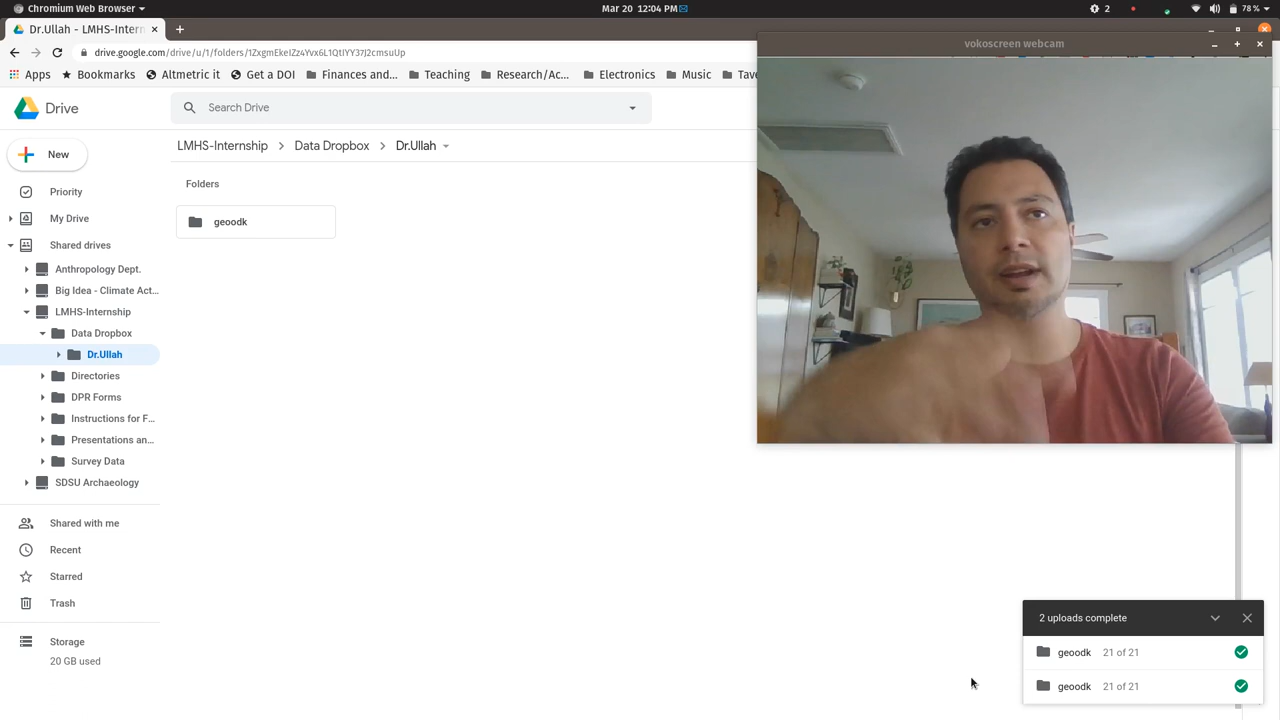 Chromium Web Browser
Mar 20 12:04 PM
2
78 %
Dr.Ullah - LMHS-Intern
drive.google.com/drive/u/1/folders/
Apps
Bookmarks
Altmetric it
Get a DOI
Finances and...
Teaching
Research/Ac...
Electronics
Music
Tave
vokoscreen webcam
Drive
Search Drive
New
LMHS-Internship
Data Dropbox
Dr.Ullah
Priority
My Drive
Shared drives
Anthropology Dept.
Big Idea - Climate Act...
LMHS-Internship
Data Dropbox
Dr.Ullah
Directories
DPR Forms
Instructions for F...
Presentations an...
Survey Data
SDSU Archaeology
Shared with me
Recent
Starred
Trash
Storage
20 GB used
Folders
geoodk
2 uploads complete
geoodk 21 of 21
geoodk 21 of 21